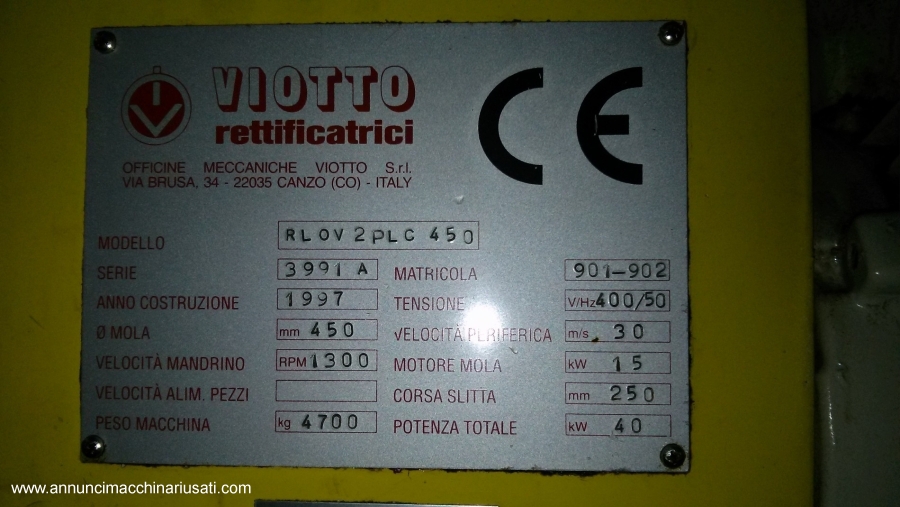 VIOTTO
rettificatrici
CE
OFFICINE MECCANICHE VIOTTO S.r.l.
VIA BRUSA, 34 - 22035 CANZO (CO) - ITALY
MODELLO RLOV 2PLC 450
SERIE 3991 A MATRICOLA 901-902
ANNO COSTRUZIONE 1997 TENSIONE V/Hz 400/50
Ø MOLA mm 450 VELOCITÀ PERIFERICA m/s 30
VELOCITÀ MANDRINO RPM 1300 MOTORE MOLA kW 15
VELOCITÀ ALIM. PEZZI CORSA SLITTA mm 250
PESO MACCHINA kg 4700 POTENZA TOTALE kW 40
www.annuncimacchinariusati.com